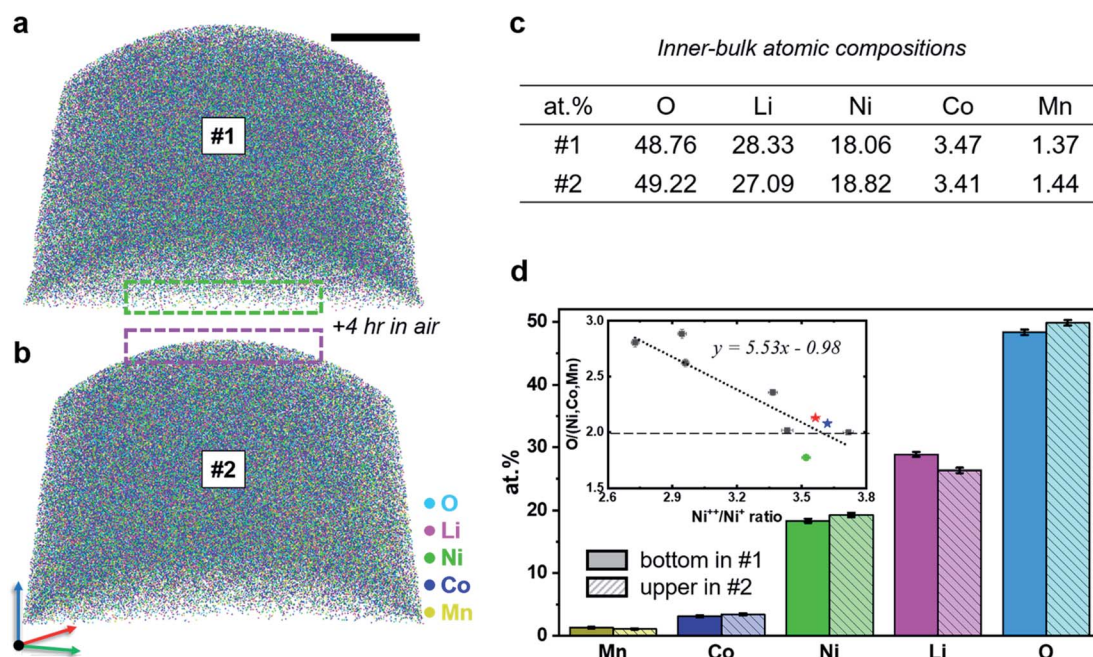 a
#1
+4 hr in air
b
#2
O
Li
Ni
Co
Mn
c
Inner-bulk atomic compositions
at.% O Li Ni Co Mn
#1 48.76 28.33 18.06 3.47 1.37
#2 49.22 27.09 18.82 3.41 1.44
d
at.%
50
40
30
20
10
0
O/(Ni,Co,Mn)
3.0
2.5
2.0
1.5
y = 5.53x - 0.98
2.6 2.9 3.2 3.5 3.8
Ni⁺⁺/Ni⁺ ratio
bottom in #1
upper in #2
Mn Co Ni Li O